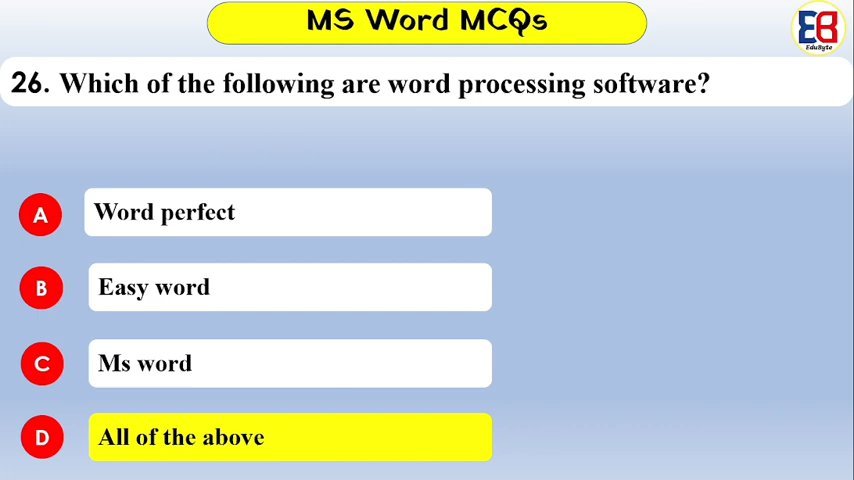 MS Word MCQs
EB
EduByte
26. Which of the following are word processing software?
A Word perfect
B Easy word
C Ms word
D All of the above